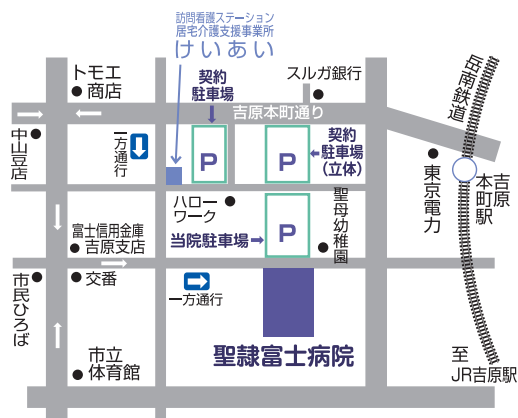 訪問看護ステーション
居宅介護支援事業所
けいあい
トモエ
商店
契約
駐車場
スルガ銀行
岳南鉄道
吉原本町通り
中山豆店
一方通行
P
P
契約
駐車場
(立体)
東京電力
吉原
本町駅
ハロー
ワーク
聖母幼稚園
富士信用金庫
吉原支店
当院駐車場
P
市民ひろば
交番
一方通行
聖隷富士病院
市立
体育館
至
JR吉原駅